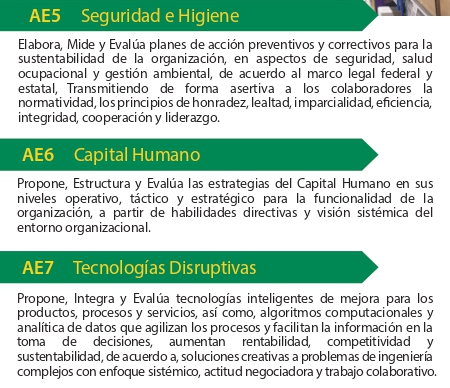 AE5 Seguridad e Higiene
Elabora, Mide y Evalúa planes de acción preventivos y correctivos para la
sustentabilidad de la organización, en aspectos de seguridad, salud
ocupacional y gestión ambiental, de acuerdo al marco legal federal y
estatal, Transmitiendo de forma asertiva a los colaboradores la
normatividad, los principios de honradez, lealtad, imparcialidad, eficiencia,
integridad, cooperación y liderazgo.
AE6 Capital Humano
Propone, Estructura y Evalúa las estrategias del Capital Humano en sus
niveles operativo, táctico y estratégico para la funcionalidad de la
organización, a partir de habilidades directivas y visión sistémica del
entorno organizacional.
AE7 Tecnologías Disruptivas
Propone, Integra y Evalúa tecnologías inteligentes de mejora para los
productos, procesos y servicios, así como, algoritmos computacionales y
analítica de datos que agilizan los procesos y facilitan la información en la
toma de decisiones, aumentan rentabilidad, competitividad y
sustentabilidad, de acuerdo a, soluciones creativas a problemas de ingeniería
complejos con enfoque sistémico, actitud negociadora y trabajo colaborativo.